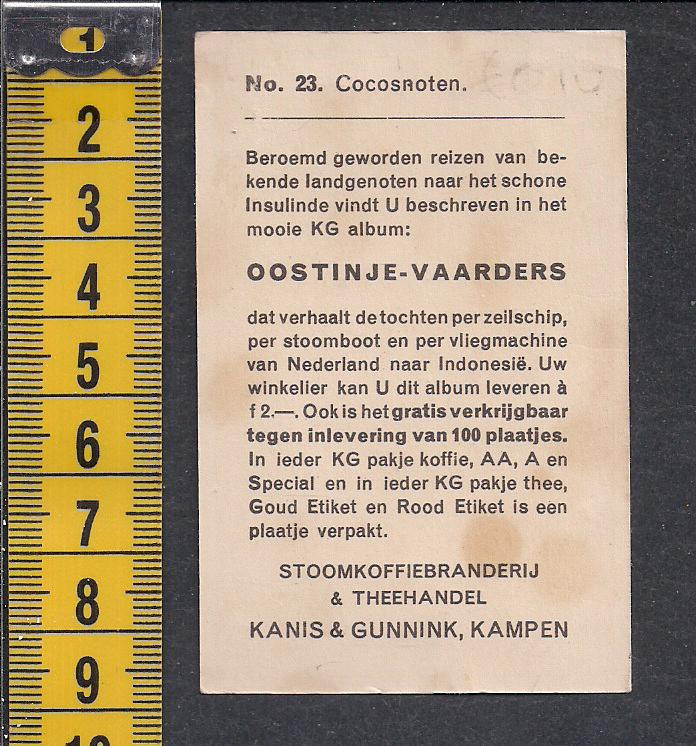 1
2
3
4
5
6
7
8
9
10
No. 23. Cocosnoten.
Beroemd geworden reizen van be-
kende landgenoten naar het schone
Insulinde vindt U beschreven in het
mooie KG album:
OOSTINJE-VAARDERS
dat verhaalt de tochten per zeilschip,
per stoomboot en per vliegmachine
van Nederland naar Indonesië. Uw
winkelier kan U dit album leveren à
f 2.—. Ook is het gratis verkrijgbaar
tegen inlevering van 100 plaatjes.
In ieder KG pakje koffie, AA, A en
Special en in ieder KG pakje thee,
Goud Etiket en Rood Etiket is een
plaatje verpakt.
STOOMKOFFIEBRANDERIJ
& THEEHANDEL
KANIS & GUNNINK, KAMPEN